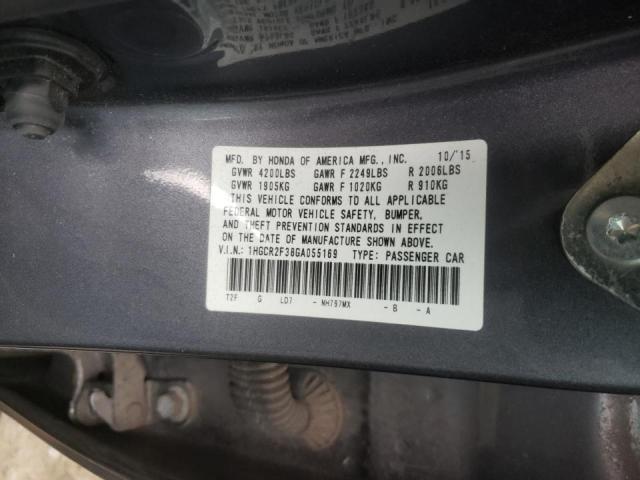 MFD. BY HONDA OF AMERICA MFG., INC. 10/'15
GVWR 4200LBS GAWR F 2249LBS R 2006LBS
GVWR 1905KG GAWR F 1020KG R 910KG
THIS VEHICLE CONFORMS TO ALL APPLICABLE
FEDERAL MOTOR VEHICLE SAFETY, BUMPER,
AND THEFT PREVENTION STANDARDS IN EFFECT
ON THE DATE OF MANUFACTURE SHOWN ABOVE.
V.I.N.: 1HGCR2F38GA055169 TYPE: PASSENGER CAR
T2F G LD7 - NH797MX - B - A